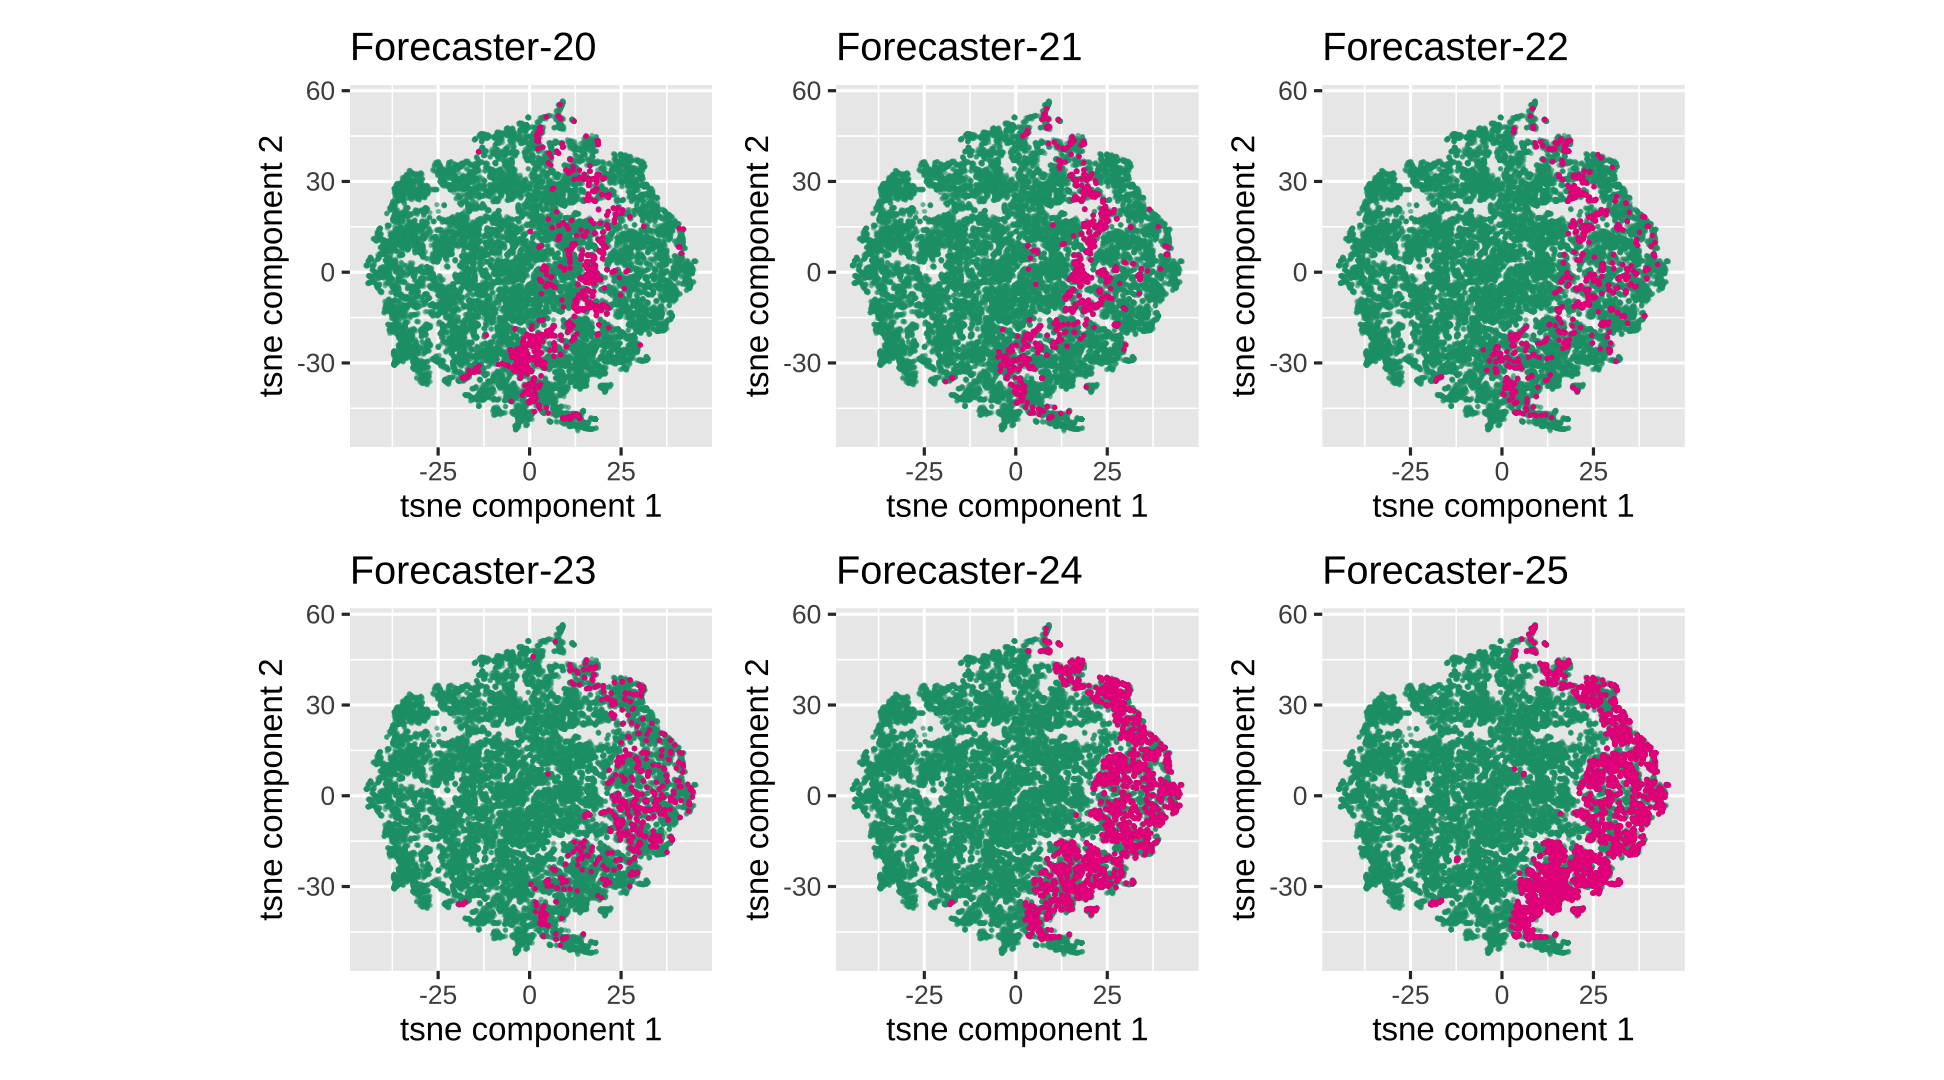 Forecaster-20
60
30
0
-30
tsne component 2
-25 0 25
tsne component 1
Forecaster-21
60
30
0
-30
tsne component 2
-25 0 25
tsne component 1
Forecaster-22
60
30
0
-30
tsne component 2
-25 0 25
tsne component 1
Forecaster-23
60
30
0
-30
tsne component 2
-25 0 25
tsne component 1
Forecaster-24
60
30
0
-30
tsne component 2
-25 0 25
tsne component 1
Forecaster-25
60
30
0
-30
tsne component 2
-25 0 25
tsne component 1